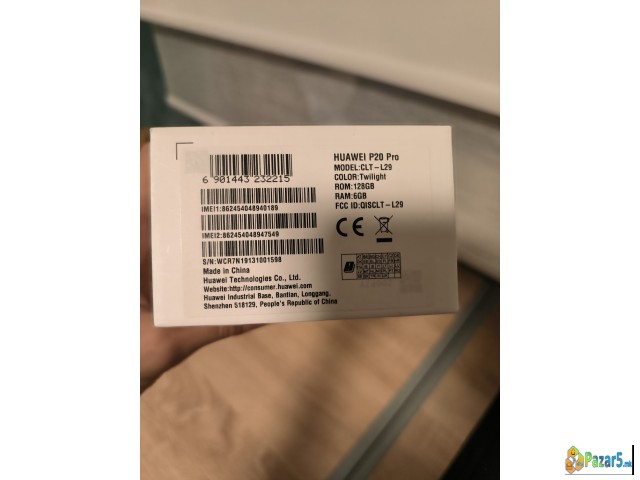 6 901443 232215
IMEI1:862454048940189
IMEI2:862454048947549
S/N:WCR7N19131001598
Made in China
Huawei Technologies Co., Ltd.
Website:http://consumer.huawei.com
Huawei Industrial Base, Bantian, Longgang,
Shenzhen 518129, People's Republic of China
HUAWEI P20 Pro
MODEL:CLT-L29
COLOR:Twilight
ROM:128GB
RAM:6GB
FCC ID:QISCLT-L29
CE
Pazar5.mk